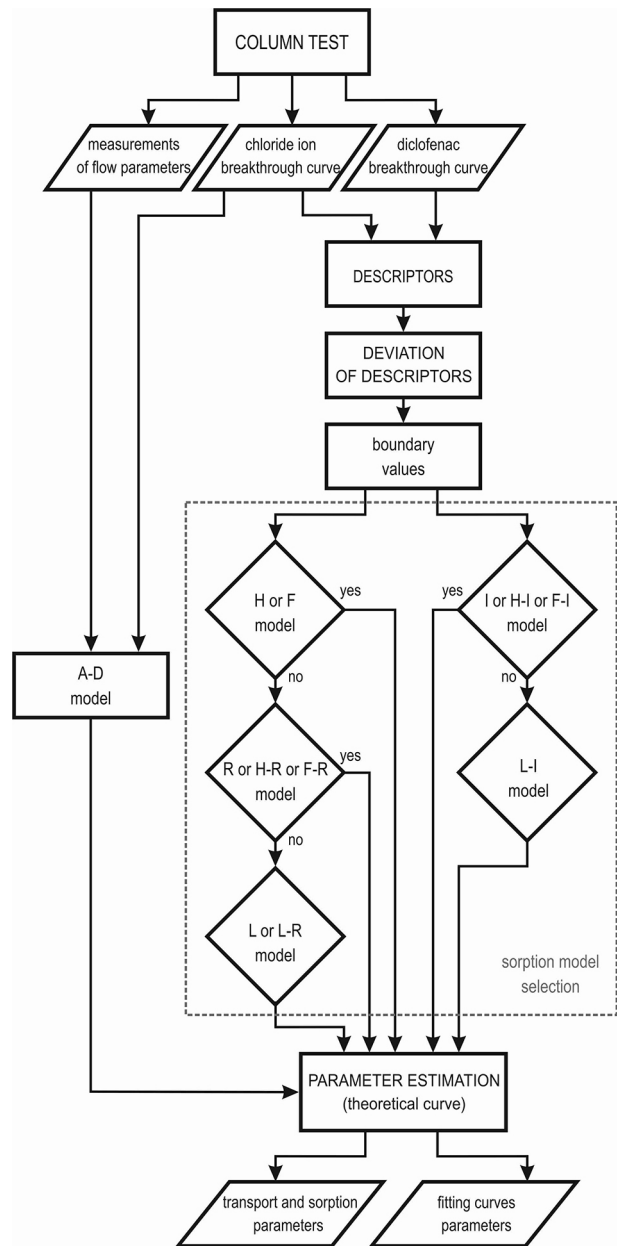 COLUMN TEST
measurements
of flow parameters
chloride ion
breakthrough curve
diclofenac
breakthrough curve
DESCRIPTORS
DEVIATION
OF DESCRIPTORS
boundary
values
H or F
model
yes
no
I or H-I or F-I
model
yes
no
A-D
model
R or H-R or F-R
model
yes
no
L-I
model
L or L-R
model
sorption model
selection
PARAMETER ESTIMATION
(theoretical curve)
transport and sorption
parameters
fitting curves
parameters